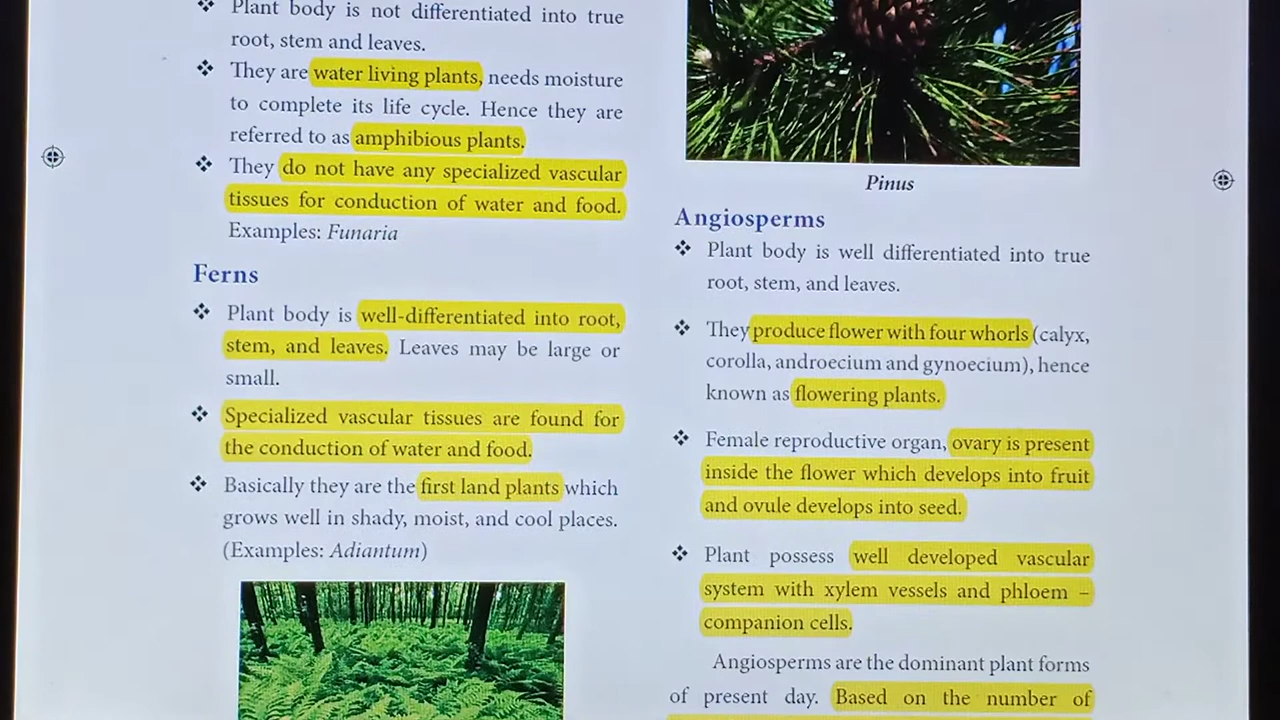 Plant body is not differentiated into true
root, stem and leaves.
They are water living plants, needs moisture
to complete its life cycle. Hence they are
referred to as amphibious plants.
They do not have any specialized vascular
tissues for conduction of water and food.
Examples: Funaria
Ferns
Plant body is well-differentiated into root,
stem, and leaves. Leaves may be large or
small.
Specialized vascular tissues are found for
the conduction of water and food.
Basically they are the first land plants which
grows well in shady, moist, and cool places.
(Examples: Adiantum)
Pinus
Angiosperms
Plant body is well differentiated into true
root, stem, and leaves.
They produce flower with four whorls (calyx,
corolla, androecium and gynoecium), hence
known as flowering plants.
Female reproductive organ, ovary is present
inside the flower which develops into fruit
and ovule develops into seed.
Plant possess well developed vascular
system with xylem vessels and phloem –
companion cells.
Angiosperms are the dominant plant forms
of present day. Based on the number of